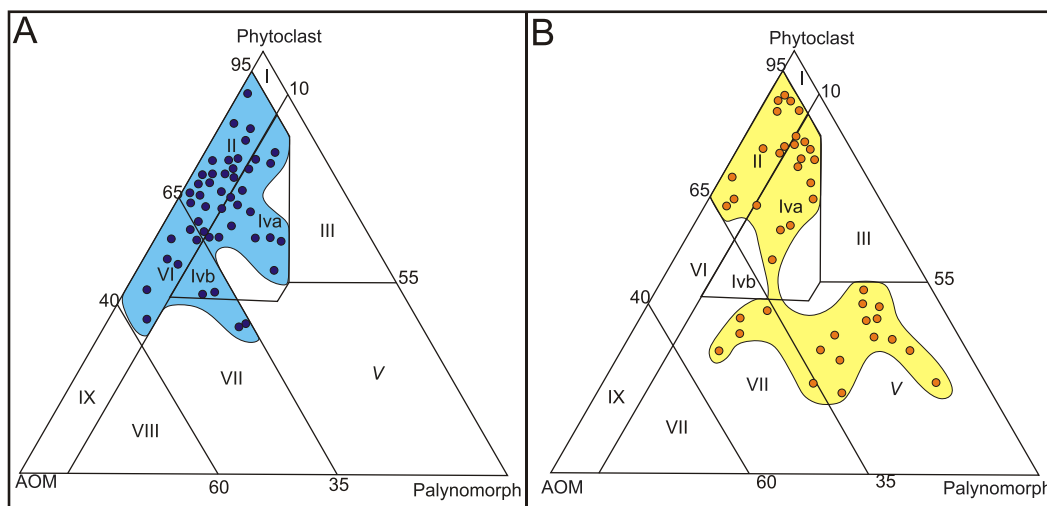 A
Phytoclast
95
I
10
II
65
Iva
III
VI
Ivb
40
55
VII
V
IX
VIII
AOM
60
35
Palynomorph
B
Phytoclast
95
I
10
II
65
Iva
III
VI
Ivb
40
55
VII
V
IX
VII
AOM
60
35
Palynomorph